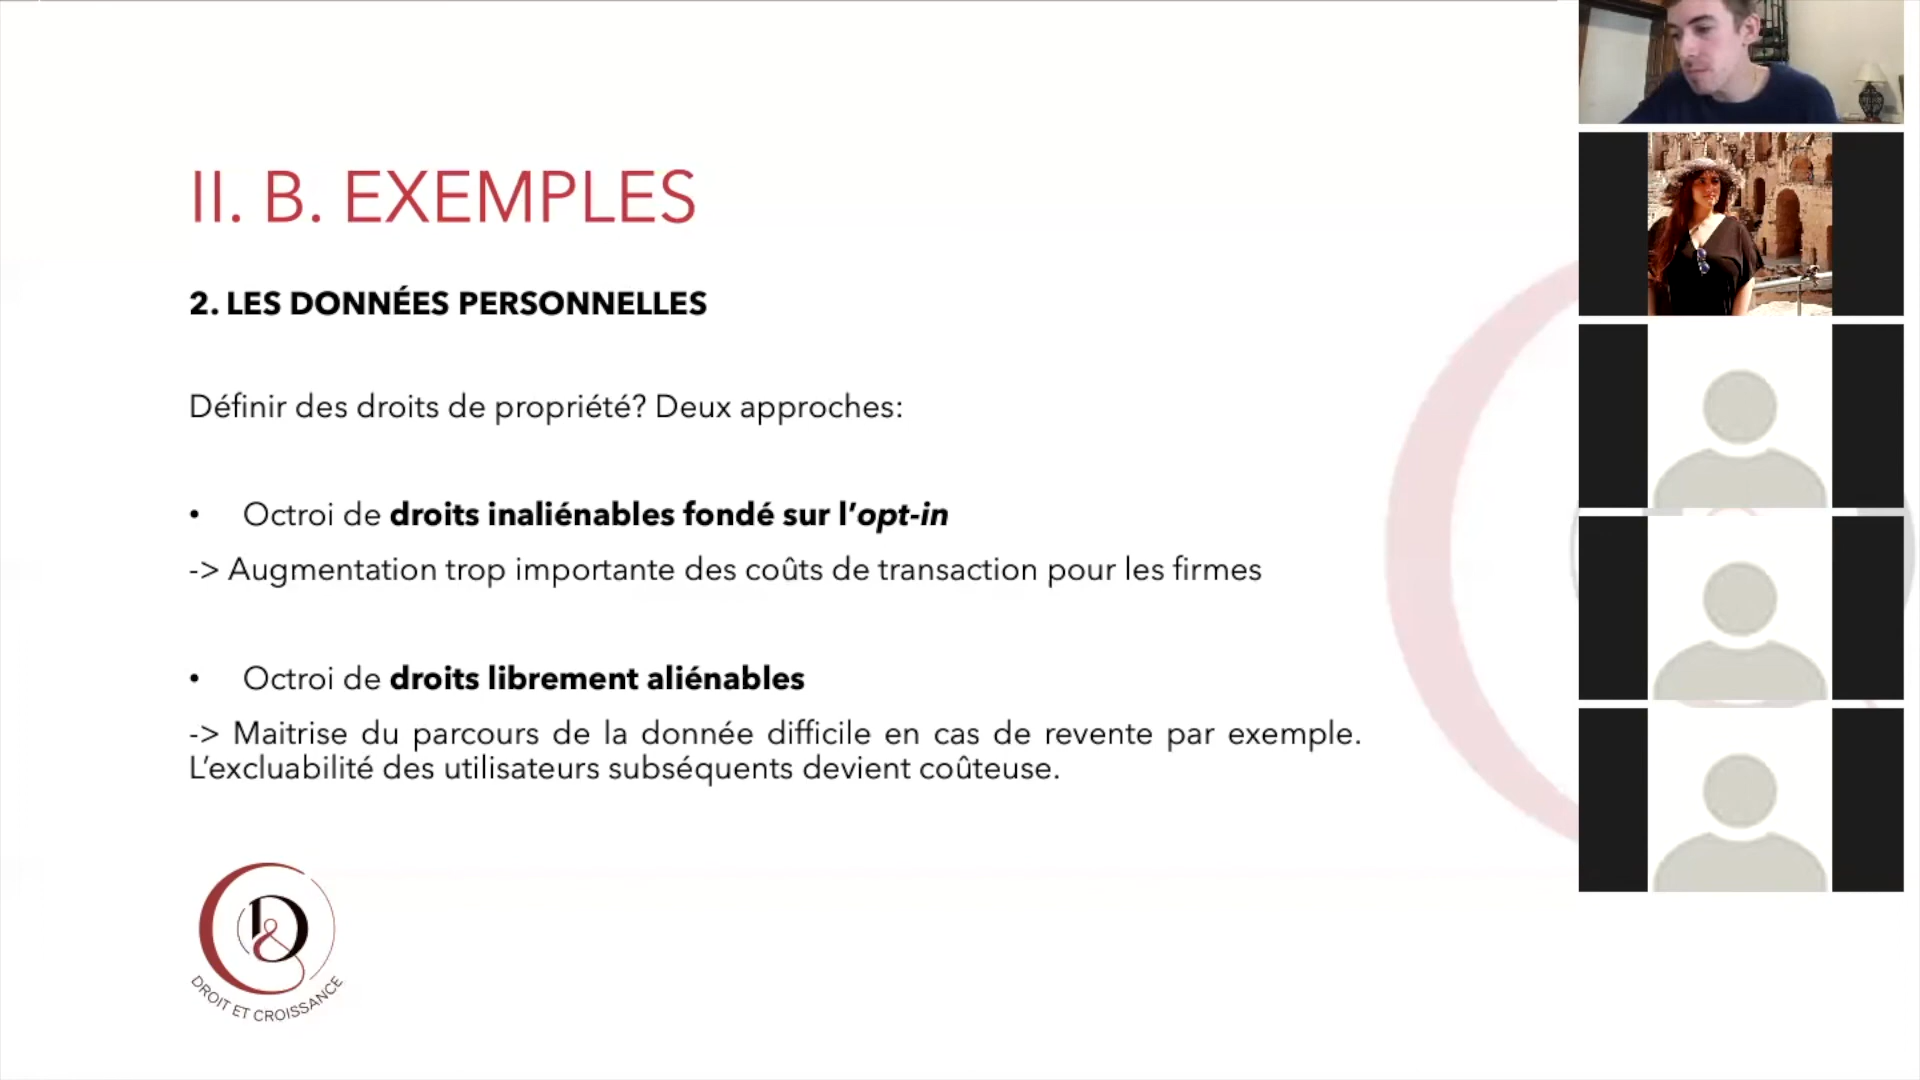 II. B. EXEMPLES
2. LES DONNÉES PERSONNELLES
Définir des droits de propriété? Deux approches:
• Octroi de droits inaliénables fondé sur l’opt-in
-> Augmentation trop importante des coûts de transaction pour les firmes
• Octroi de droits librement aliénables
-> Maitrise du parcours de la donnée difficile en cas de revente par exemple.
L’excluabilité des utilisateurs subséquents devient coûteuse.
D&
DROIT ET CROISSANCE